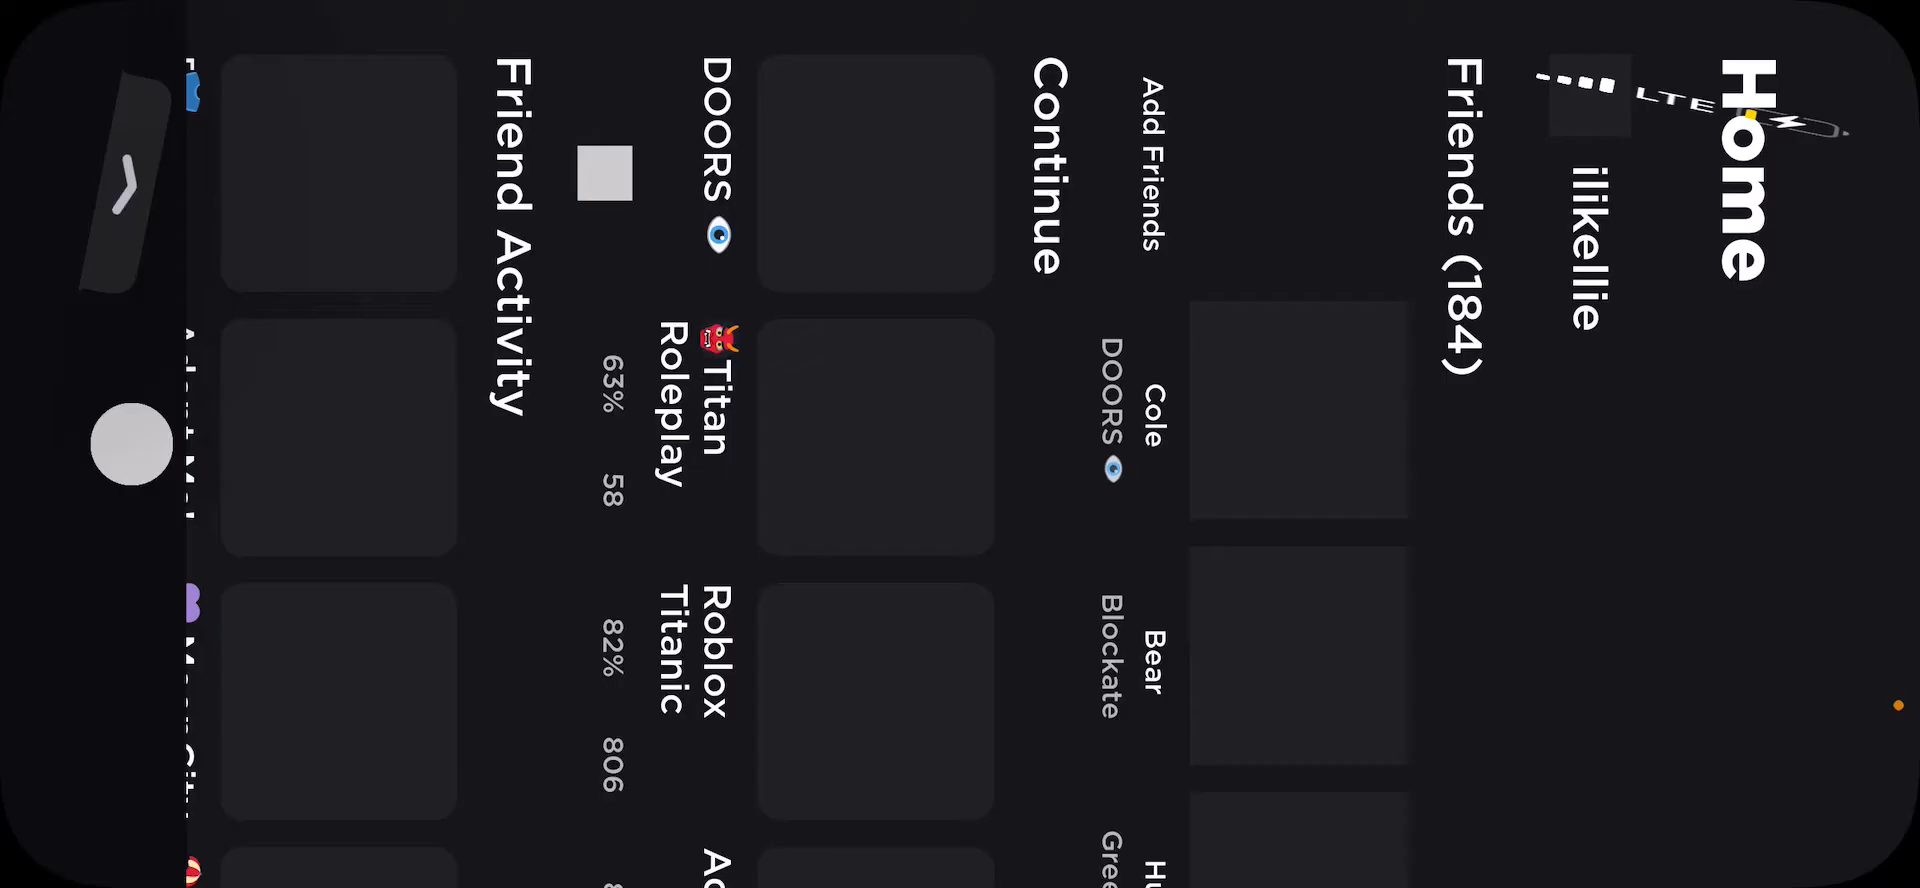 LTE
Home
ilikellie
Friends (184)
Add Friends
Cole
DOORS 👁
Bear
Blockate
Continue
DOORS 👁
👹Titan
Roleplay
63% 58
Roblox
Titanic
82% 806
Friend Activity